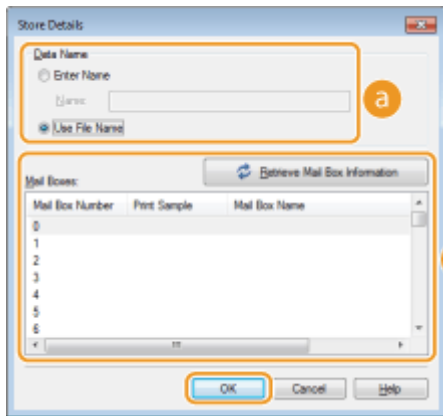 Store Details
Data Name
Enter Name
Name:
a
Use File Name
Retrieve Mail Box Information
Mail Boxes:
Mail Box Number Print Sample Mail Box Name
0
1
2
3
4
5
6
OK Cancel Help